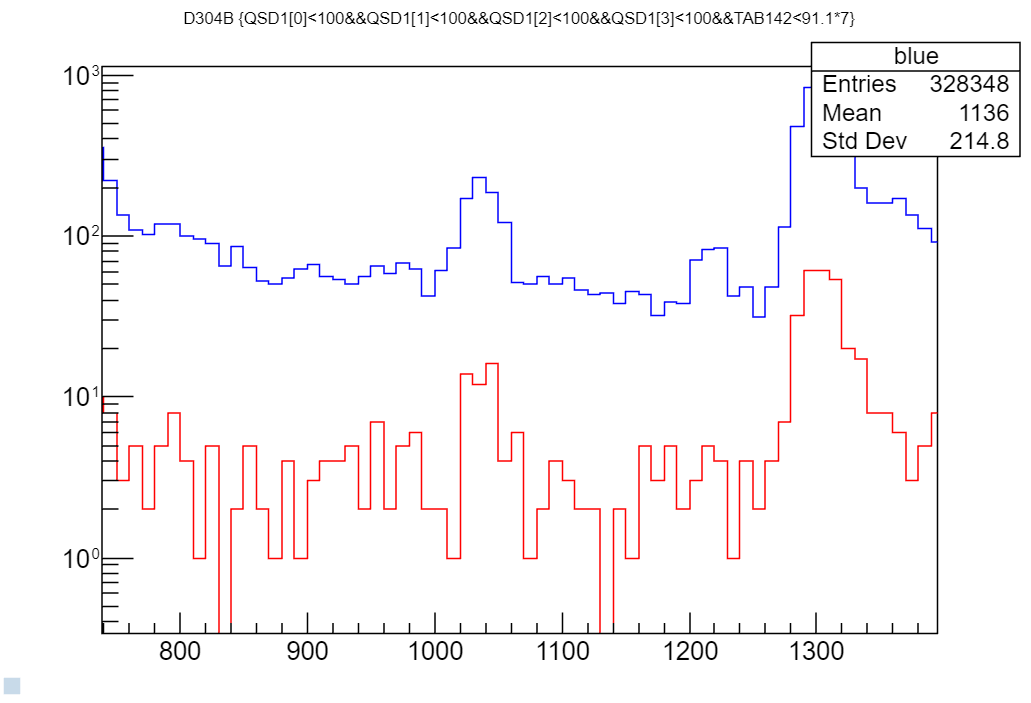 D304B {QSD1[0]<100&&QSD1[1]<100&&QSD1[2]<100&&QSD1[3]<100&&TAB142<91.1*7}
blue
Entries 328348
Mean 1136
Std Dev 214.8
10³
10²
10¹
10⁰
800 900 1000 1100 1200 1300